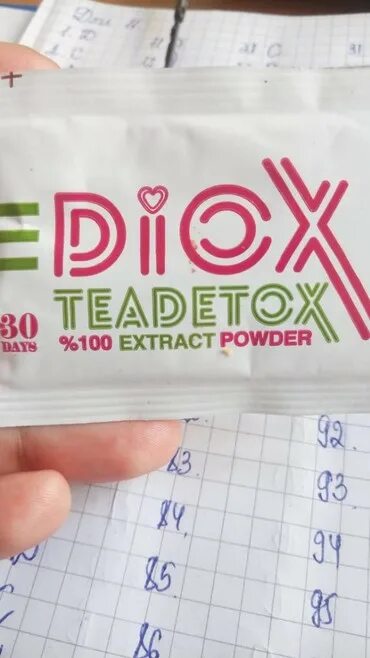 DiOX
TEADETOX
30
DAYS
%100 EXTRACT POWDER
92.
83.
93
84
94
85
95
86